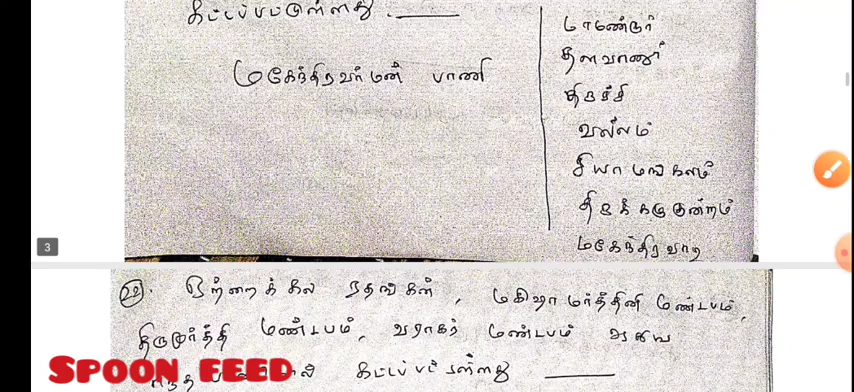 கட்டப்பட்டுள்ளது ______
மகேந்திரவர்மன் பாணி
மாமண்டூர்
தளவானூர்
திருச்சி
வல்லம்
சியாமங்கலம்
திருக்கழுகுன்றம்
மகேந்திரவாடி
3
22 ஒற்றைக்கல் ரதங்கள், மகிஷாமர்த்தினி மண்டபம்,
திருமூர்த்தி மண்டபம், வராகர் மண்டபம்
கட்டப்பட்டுள்ளது ______
SPOON FEED